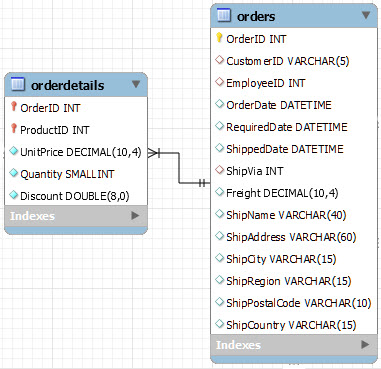 orderdetails
OrderID INT
ProductID INT
UnitPrice DECIMAL(10,4)
Quantity SMALLINT
Discount DOUBLE(8,0)
Indexes
orders
OrderID INT
CustomerID VARCHAR(5)
EmployeeID INT
OrderDate DATETIME
RequiredDate DATETIME
ShippedDate DATETIME
ShipVia INT
Freight DECIMAL(10,4)
ShipName VARCHAR(40)
ShipAddress VARCHAR(60)
ShipCity VARCHAR(15)
ShipRegion VARCHAR(15)
ShipPostalCode VARCHAR(10)
ShipCountry VARCHAR(15)
Indexes